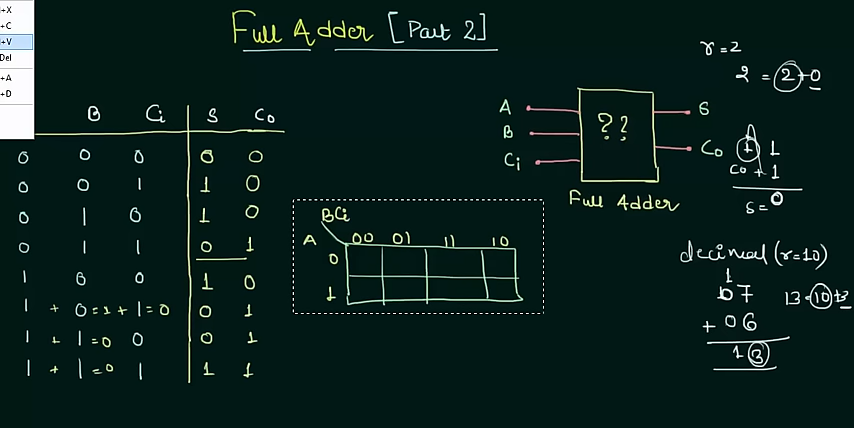 +X
+C
+V
Del
+A
+D
Full Adder [Part 2]
B Ci S Co
0 0 0 0 0
0 0 1 1 0
0 1 0 1 0
0 1 1 0 1
1 0 0 1 0
1 + 0 = 1 + 1 = 0 0 1
1 + 1 = 0 0 0 1
1 + 1 = 0 1 1 1
BCi
A 00 01 11 10
0
1
A
B
Ci
??
S
Co
Full Adder
r = 2
2 = 2 + 0
1 1
Co + 1
S = 0
decimal (r = 10)
1
07
+ 06
13
13 = 10 + 3